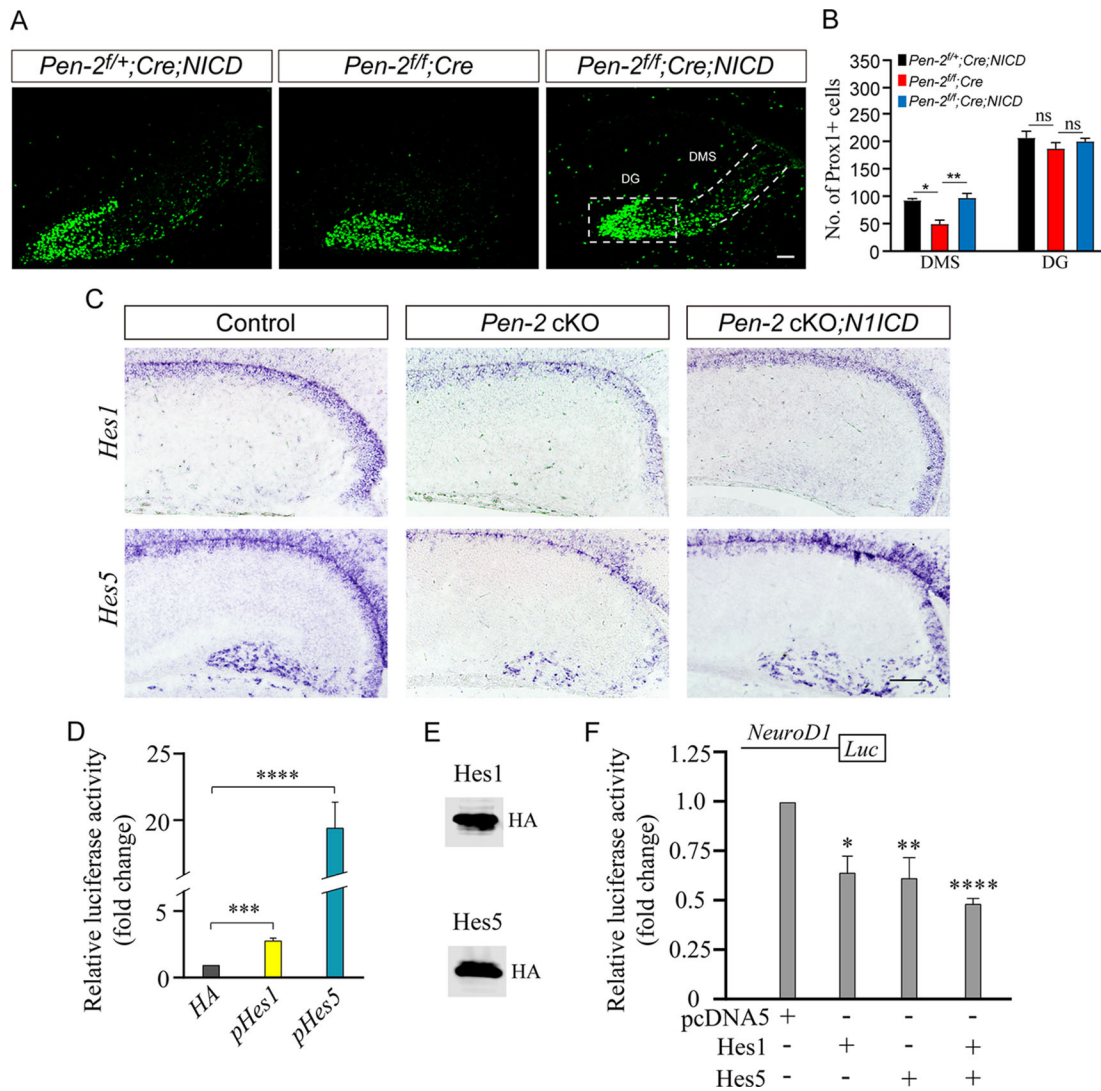 A
Pen-2f/+;Cre;NICD
Pen-2f/f;Cre
Pen-2f/f;Cre;NICD
DG
DMS
B
Pen-2f/+;Cre;NICD
Pen-2f/f;Cre
Pen-2f/f;Cre;NICD
No. of Prox1+ cells
350
300
250
200
150
100
50
0
*
**
ns
ns
DMS
DG
C
Control
Pen-2 cKO
Pen-2 cKO;N1ICD
Hes1
Hes5
D
Relative luciferase activity
(fold change)
25
20
5
0
****
***
HA
pHes1
pHes5
E
Hes1
HA
Hes5
HA
F
NeuroD1
Luc
Relative luciferase activity
(fold change)
1.25
1.0
0.75
0.5
0.25
0
*
**
****
pcDNA5 + - - -
Hes1 - + - +
Hes5 - - + +